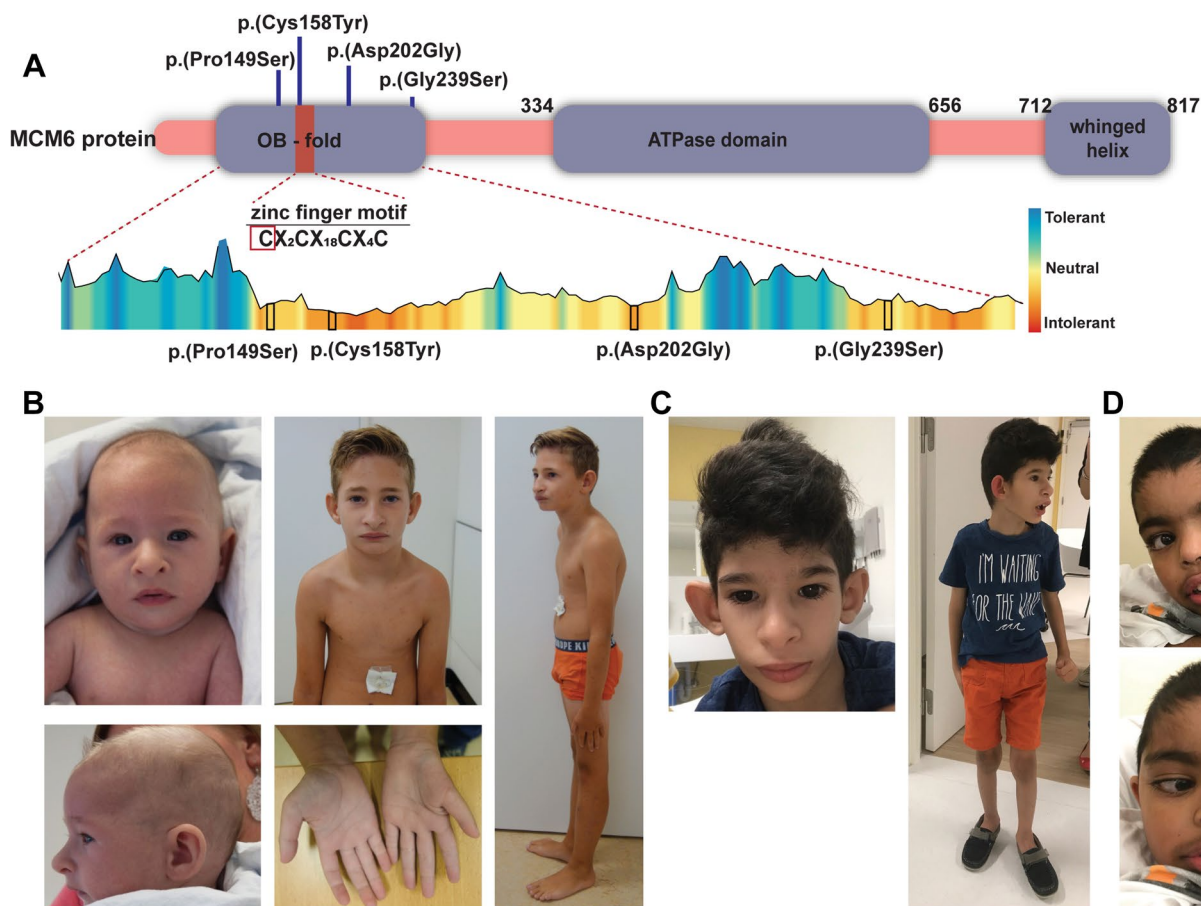 A
p.(Cys158Tyr)
p.(Pro149Ser)
p.(Asp202Gly)
p.(Gly239Ser)
334
656
712
817
MCM6 protein
OB - fold
ATPase domain
whinged
helix
zinc finger motif
CX₂CX₁₈CX₄C
Tolerant
Neutral
Intolerant
p.(Pro149Ser)
p.(Cys158Tyr)
p.(Asp202Gly)
p.(Gly239Ser)
B
C
D
I'M WAITING
FOR THE